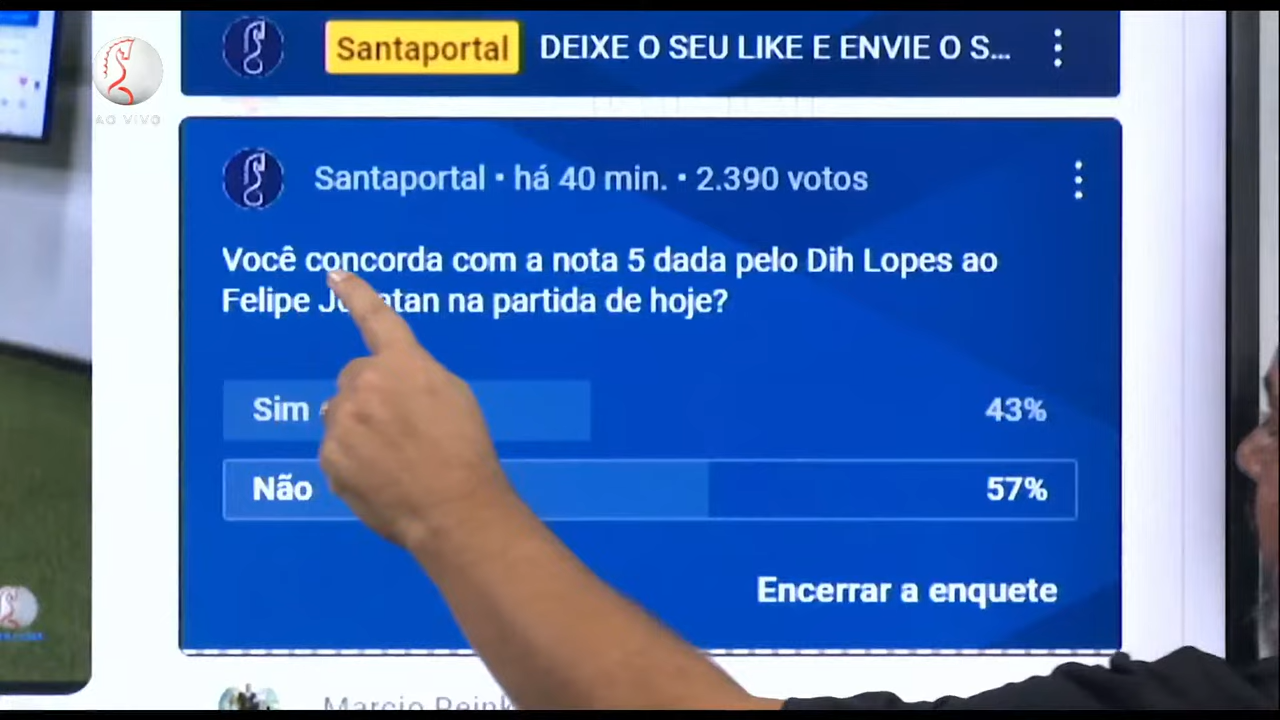 Santaportal DEIXE O SEU LIKE E ENVIE O S...
AO VIVO
Santaportal • há 40 min. • 2.390 votos
Você concorda com a nota 5 dada pelo Dih Lopes ao
Felipe na partida de hoje?
Sim 43%
Não 57%
Encerrar a enquete
Marcio